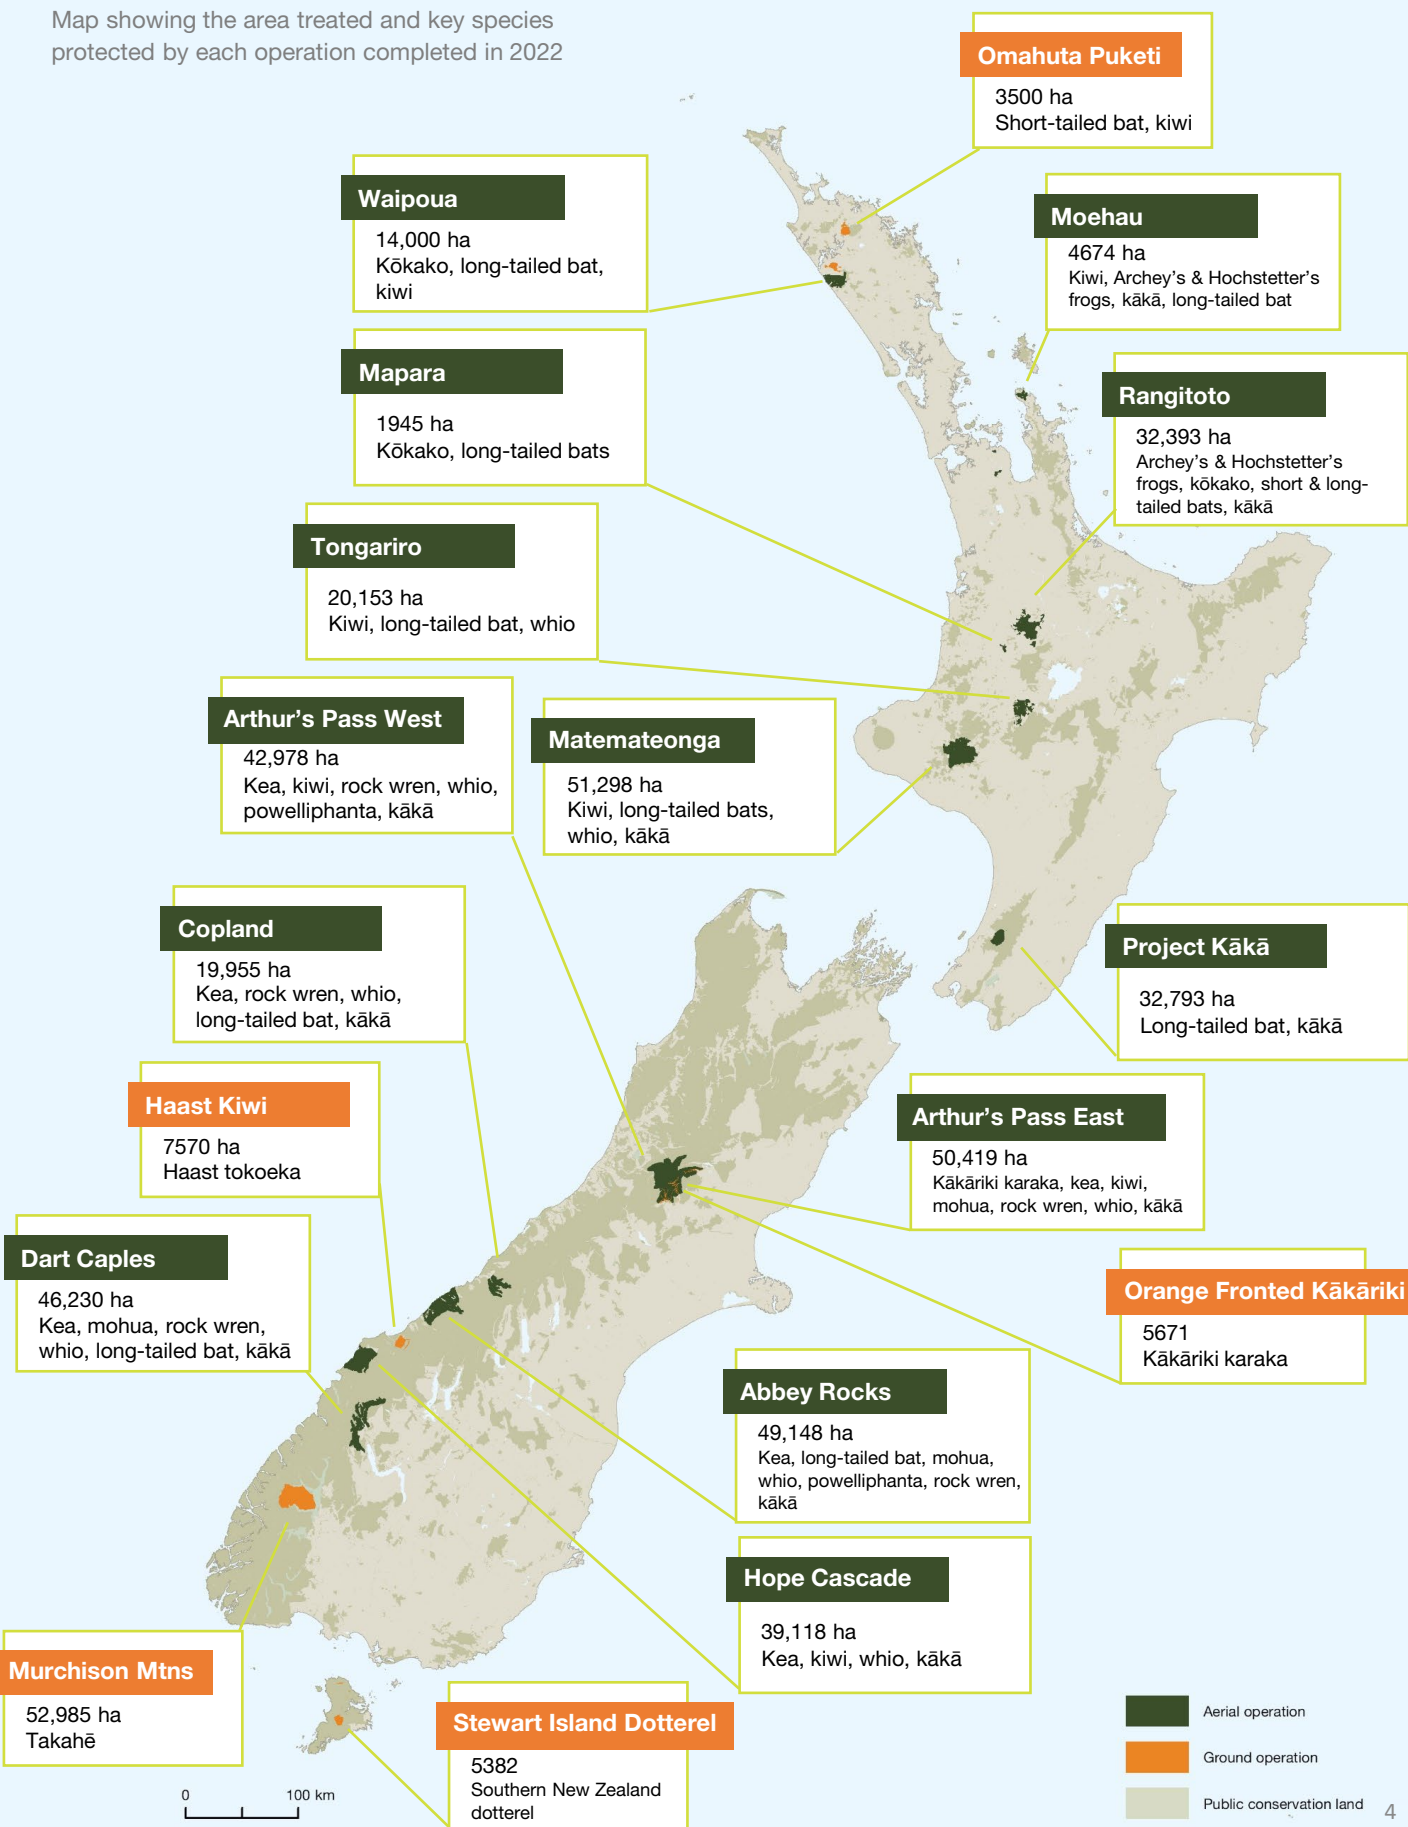 Map showing the area treated and key species
protected by each operation completed in 2022
Omahuta Puketi
3500 ha
Short-tailed bat, kiwi
Waipoua
14,000 ha
Kōkako, long-tailed bat,
kiwi
Moehau
4674 ha
Kiwi, Archey's & Hochstetter's
frogs, kākā, long-tailed bat
Mapara
1945 ha
Kōkako, long-tailed bats
Rangitoto
32,393 ha
Archey's & Hochstetter's
frogs, kōkako, short & long-
tailed bats, kākā
Tongariro
20,153 ha
Kiwi, long-tailed bat, whio
Arthur's Pass West
42,978 ha
Kea, kiwi, rock wren, whio,
powelliphanta, kākā
Matemateonga
51,298 ha
Kiwi, long-tailed bats,
whio, kākā
Copland
19,955 ha
Kea, rock wren, whio,
long-tailed bat, kākā
Project Kākā
32,793 ha
Long-tailed bat, kākā
Haast Kiwi
7570 ha
Haast tokoeka
Arthur's Pass East
50,419 ha
Kākāriki karaka, kea, kiwi,
mohua, rock wren, whio, kākā
Dart Caples
46,230 ha
Kea, mohua, rock wren,
whio, long-tailed bat, kākā
Orange Fronted Kākāriki
5671
Kākāriki karaka
Abbey Rocks
49,148 ha
Kea, long-tailed bat, mohua,
whio, powelliphanta, rock wren,
kākā
Hope Cascade
39,118 ha
Kea, kiwi, whio, kākā
Murchison Mtns
52,985 ha
Takahē
Stewart Island Dotterel
5382
Southern New Zealand
dotterel
0 100 km
Aerial operation
Ground operation
Public conservation land
4